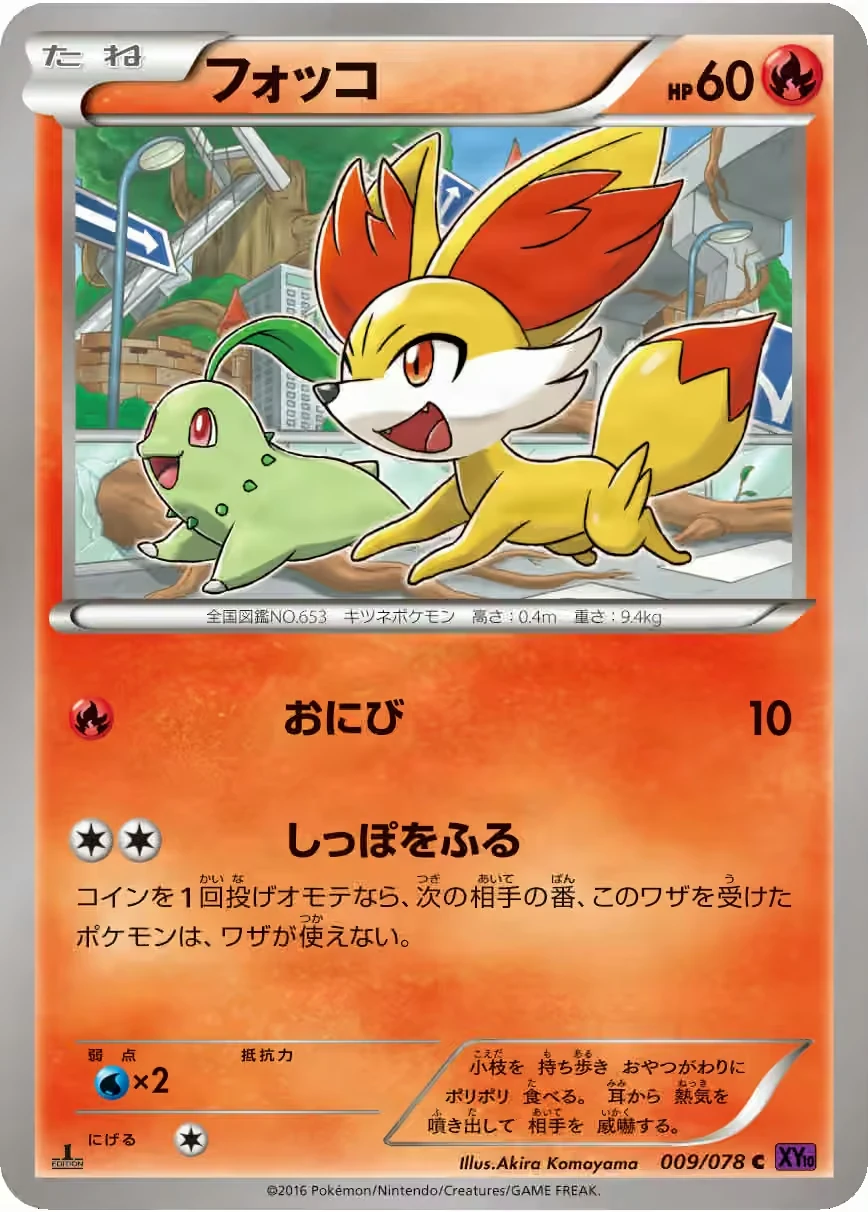 たね フォッコ HP60
全国図鑑NO.653 キツネポケモン 高さ:0.4m 重さ:9.4kg
おにび 10
しっぽをふる
コインを1回投げオモテなら、次の相手の番、このワザを受けた
ポケモンは、ワザが使えない。
弱点 抵抗力
×2
にげる
小枝を 持ち歩き おやつがわりに
ポリポリ 食べる。 耳から 熱気を
噴き出して 相手を 威嚇する。
1 EDITION
Illus.Akira Komayama 009/078 C XY10
©2016 Pokémon/Nintendo/Creatures/GAME FREAK.